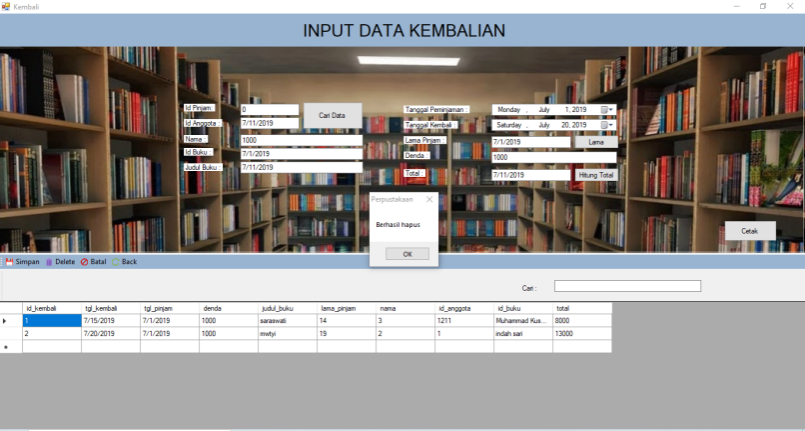 Kembali
INPUT DATA KEMBALIAN
Id Pinjam: 0 Cari Data
Id Anggota : 7/11/2019
Nama : 1000
Id Buku : 7/1/2019
Judul Buku : 7/11/2019
Tanggal Peminjaman : Monday , July 1, 2019
Tanggal Kembali : Saturday , July 20, 2019
Lama Pinjam : 7/1/2019 Lama
Denda : 1000
Total : 7/11/2019 Hitung Total
Perpustakaan
Berhasil hapus
OK
Cetak
Simpan Delete Batal Back
Cari :
id_kembali tgl_kembali tgl_pinjam denda judul_buku lama_pinjam nama id_anggota id_buku total
1 7/15/2019 7/1/2019 1000 saraswati 14 3 1211 Muhammad Kus... 8000
2 7/20/2019 7/1/2019 1000 mwtyi 19 2 1 indah sari 13000